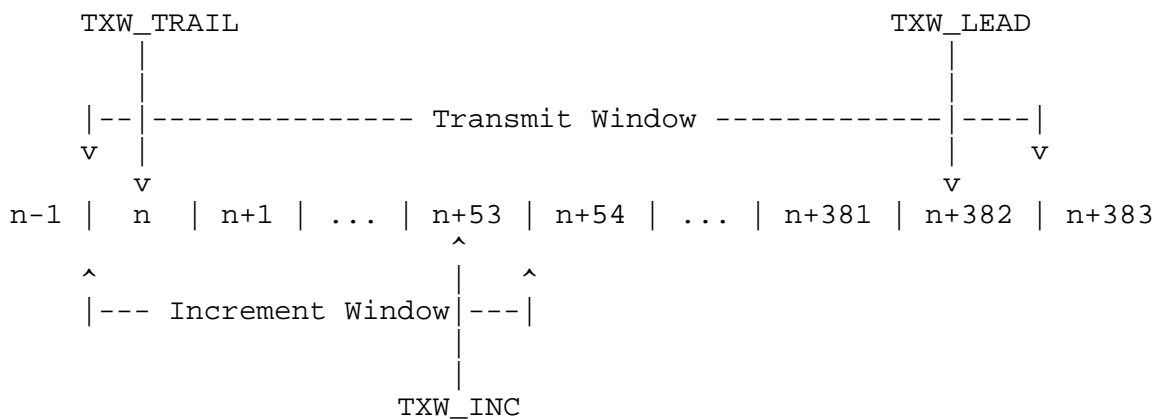 TXW_TRAIL TXW_LEAD
| |
| |
|--|--------------- Transmit Window -------------|----|
v | | v
v v
n-1 | n | n+1 | ... | n+53 | n+54 | ... | n+381 | n+382 | n+383
^
^ | ^
|--- Increment Window|---|
|
|
TXW_INC